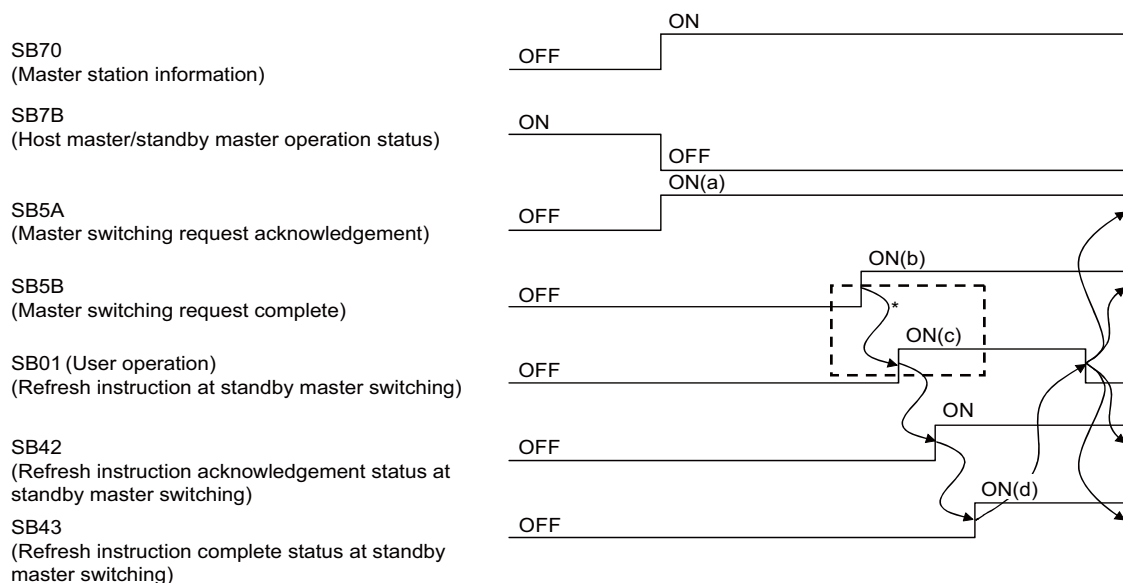 ON
SB70
OFF
(Master station information)
SB7B
ON
(Host master/standby master operation status)
OFF
ON(a)
SB5A
OFF
(Master switching request acknowledgement)
ON(b)
SB5B
OFF
(Master switching request complete)
*
ON(c)
SB01 (User operation)
OFF
(Refresh instruction at standby master switching)
ON
SB42
OFF
(Refresh instruction acknowledgement status at
standby master switching)
ON(d)
SB43
OFF
(Refresh instruction complete status at standby
master switching)